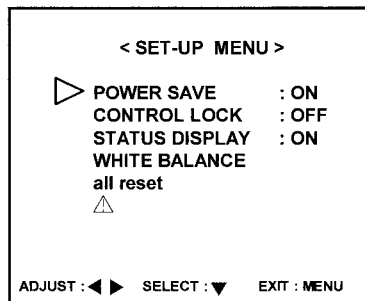 < SET-UP MENU >
POWER SAVE : ON
CONTROL LOCK : OFF
STATUS DISPLAY : ON
WHITE BALANCE
all reset
⚠
ADJUST : ◀ ▶ SELECT : ▼ EXIT : MENU